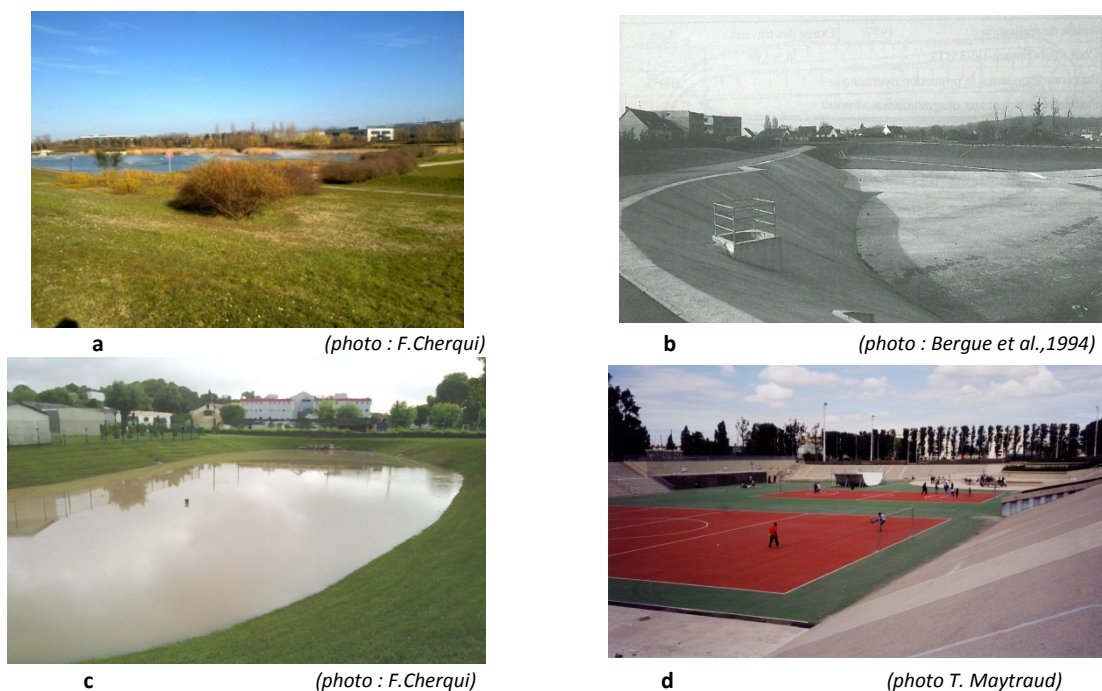 a (photo : F.Cherqui)
b (photo : Bergue et al.,1994)
c (photo : F.Cherqui)
d (photo T. Maytraud)